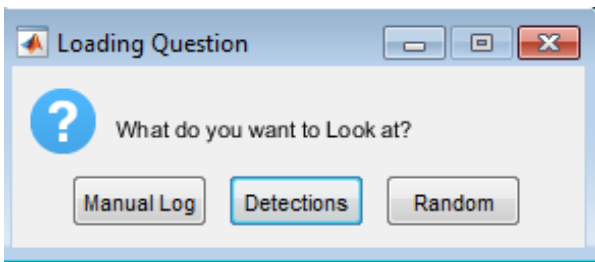 Loading Question
What do you want to Look at?
Manual Log Detections Random